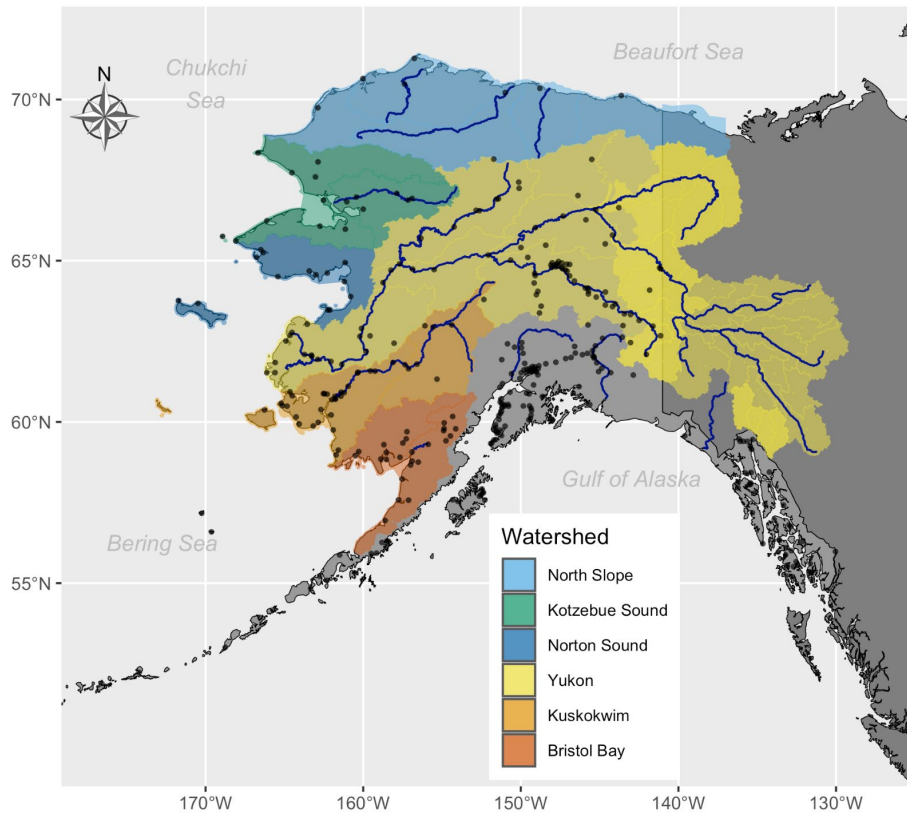 Chukchi
Sea
Beaufort Sea
N
70°N
65°N
60°N
55°N
Gulf of Alaska
Bering Sea
Watershed
North Slope
Kotzebue Sound
Norton Sound
Yukon
Kuskokwim
Bristol Bay
170°W
160°W
150°W
140°W
130°W